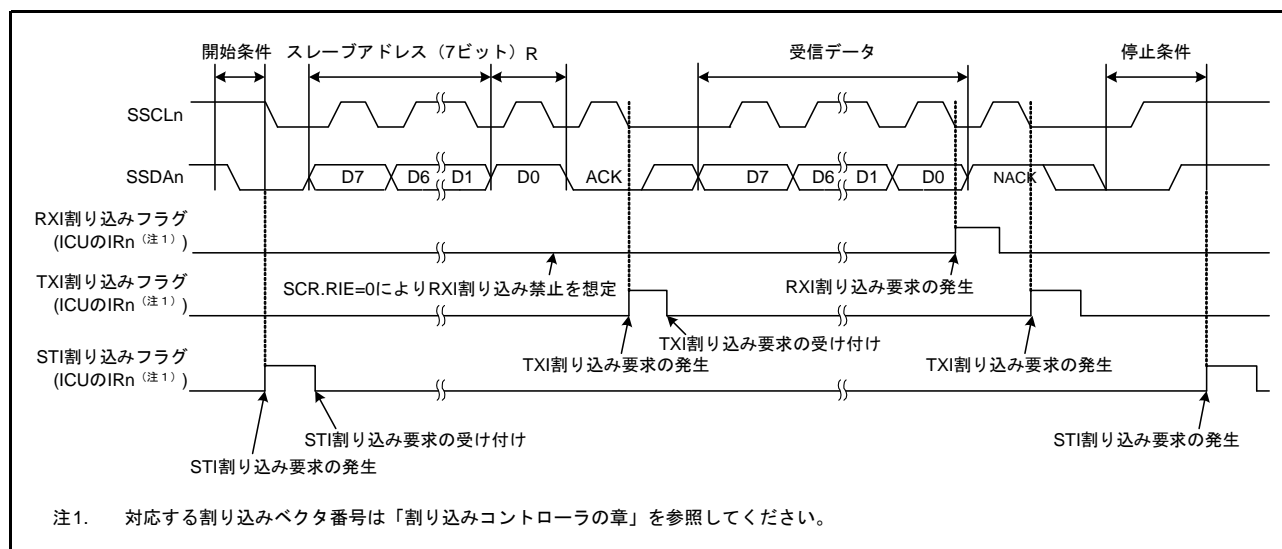 開始条件 スレーブアドレス（7ビット） R 受信データ 停止条件
SSCLn
SSDAn D7 D6 D1 D0 ACK D7 D6 D1 D0 NACK
RXI割り込みフラグ
(ICUのIRn（注1）)
SCR.RIE=0によりRXI割り込み禁止を想定 RXI割り込み要求の発生
TXI割り込みフラグ
(ICUのIRn（注1）)
TXI割り込み要求の受け付け
TXI割り込み要求の発生 TXI割り込み要求の発生
STI割り込みフラグ
(ICUのIRn（注1）)
STI割り込み要求の受け付け STI割り込み要求の発生
STI割り込み要求の発生
注1. 対応する割り込みベクタ番号は「割り込みコントローラの章」を参照してください。